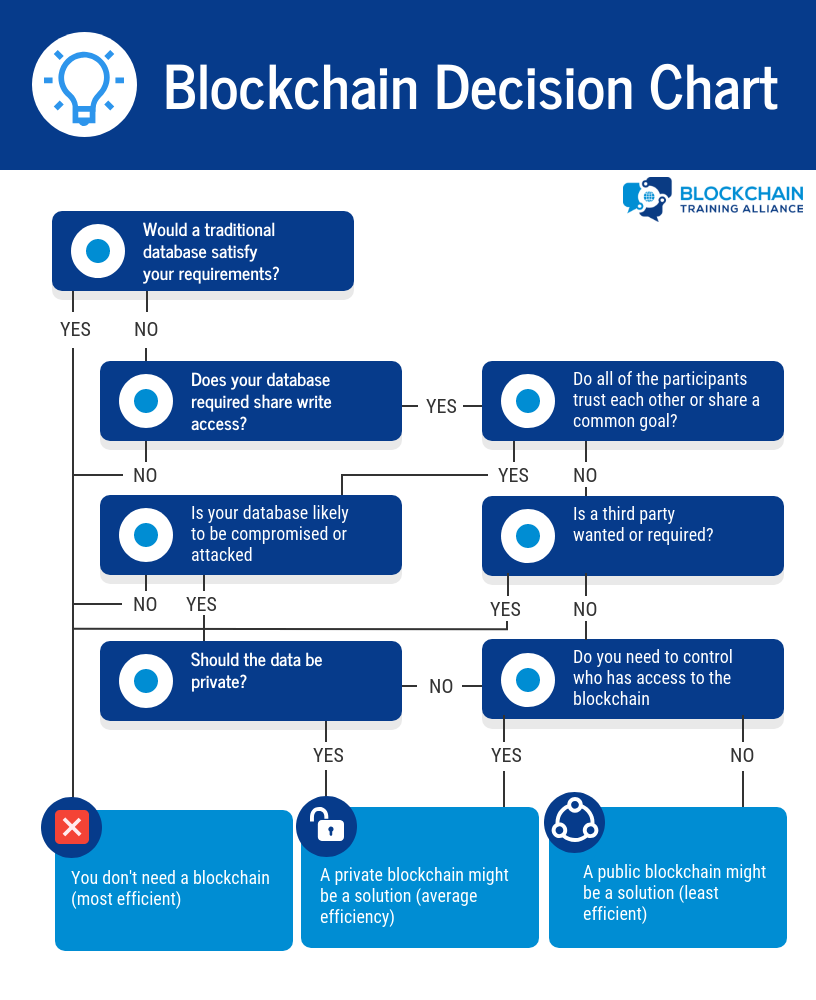 Blockchain Decision Chart
BLOCKCHAIN
TRAINING ALLIANCE
Would a traditional
database satisfy
your requirements?
YES
NO
Does your database
required share write
access?
YES
Do all of the participants
trust each other or share a
common goal?
NO
YES
NO
Is your database likely
to be compromised or
attacked
Is a third party
wanted or required?
NO
YES
YES
NO
Should the data be
private?
NO
Do you need to control
who has access to the
blockchain
YES
YES
NO
You don't need a blockchain
(most efficient)
A private blockchain might
be a solution (average
efficiency)
A public blockchain might
be a solution (least
efficient)